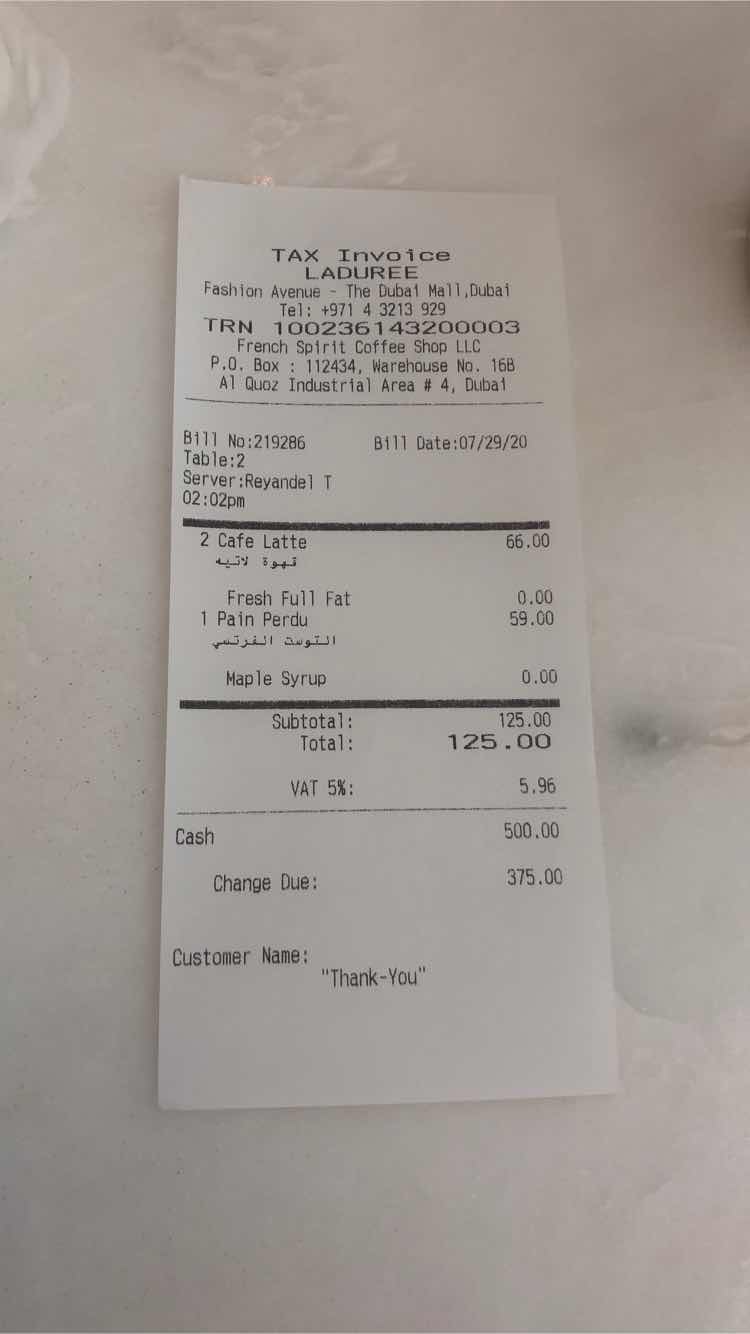 TAX Invoice
LADUREE
Fashion Avenue - The Dubai Mall,Dubai
Tel: +971 4 3213 929
TRN 100236143200003
French Spirit Coffee Shop LLC
P.O. Box : 112434, Warehouse No. 16B
Al Quoz Industrial Area # 4, Dubai
Bill No:219286 Bill Date:07/29/20
Table:2
Server:Reyandel T
02:02pm
2 Cafe Latte 66.00
قهوة لاتيه
Fresh Full Fat 0.00
1 Pain Perdu 59.00
التوست الفرنسي
Maple Syrup 0.00
Subtotal: 125.00
Total: 125.00
VAT 5%: 5.96
Cash 500.00
Change Due: 375.00
Customer Name:
"Thank-You"